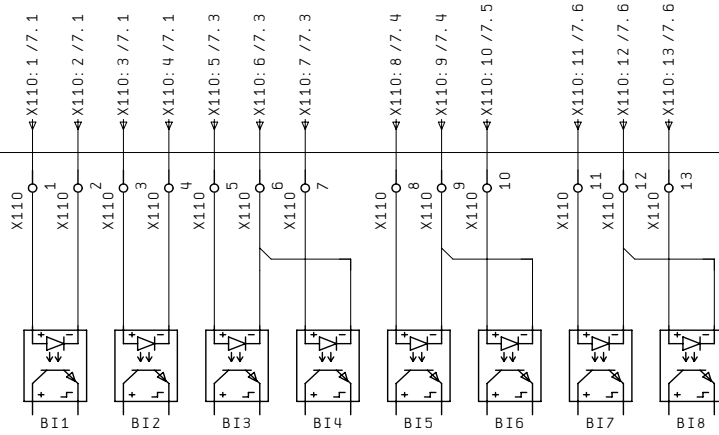 X110:1/7.1
X110:2/7.1
X110:3/7.1
X110:4/7.1
X110:5/7.3
X110:6/7.3
X110:7/7.3
X110:8/7.4
X110:9/7.4
X110:10/7.5
X110:11/7.6
X110:12/7.6
X110:13/7.6
X110 1
X110 2
X110 3
X110 4
X110 5
X110 6
X110 7
X110 8
X110 9
X110 10
X110 11
X110 12
X110 13
BI1
BI2
BI3
BI4
BI5
BI6
BI7
BI8